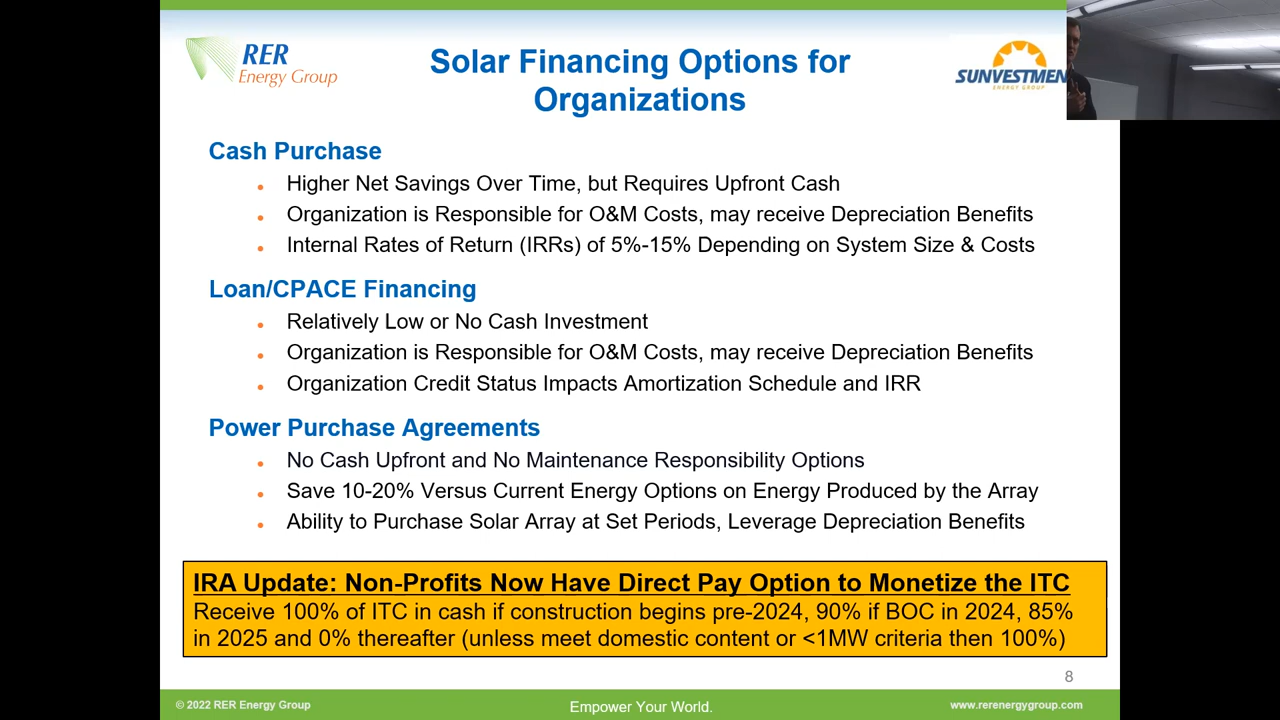 RER
Energy Group
Solar Financing Options for
Organizations
SUNVESTMEN
ENERGY GROUP
Cash Purchase
Higher Net Savings Over Time, but Requires Upfront Cash
Organization is Responsible for O&M Costs, may receive Depreciation Benefits
Internal Rates of Return (IRRs) of 5%-15% Depending on System Size & Costs
Loan/CPACE Financing
Relatively Low or No Cash Investment
Organization is Responsible for O&M Costs, may receive Depreciation Benefits
Organization Credit Status Impacts Amortization Schedule and IRR
Power Purchase Agreements
No Cash Upfront and No Maintenance Responsibility Options
Save 10-20% Versus Current Energy Options on Energy Produced by the Array
Ability to Purchase Solar Array at Set Periods, Leverage Depreciation Benefits
IRA Update: Non-Profits Now Have Direct Pay Option to Monetize the ITC
Receive 100% of ITC in cash if construction begins pre-2024, 90% if BOC in 2024, 85%
in 2025 and 0% thereafter (unless meet domestic content or <1MW criteria then 100%)
8
© 2022 RER Energy Group
Empower Your World.
www.rerenergygroup.com